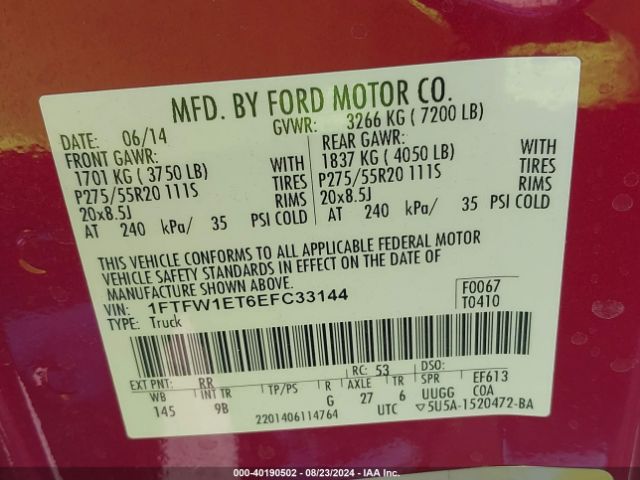 MFD. BY FORD MOTOR CO.
DATE: 06/14 GVWR: 3266 KG ( 7200 LB)
FRONT GAWR: REAR GAWR:
1701 KG ( 3750 LB) WITH 1837 KG ( 4050 LB) WITH
P275/55R20 111S TIRES P275/55R20 111S TIRES
20x8.5J RIMS 20x8.5J RIMS
AT 240 kPa/ 35 PSI COLD AT 240 kPa/ 35 PSI COLD
THIS VEHICLE CONFORMS TO ALL APPLICABLE FEDERAL MOTOR
VEHICLE SAFETY STANDARDS IN EFFECT ON THE DATE OF
MANUFACTURE SHOWN ABOVE.
VIN: 1FTFW1ET6EFC33144 F0067
TYPE: Truck T0410
EXT PNT: RR RC: 53 DSO:
WB INT TR TP/PS R AXLE TR SPR EF613
145 9B G 27 6 UUGG COA
2201406114764 UTC ▽5U5A-1520472-BA
000-40190502 - 08/23/2024 - IAA Inc.